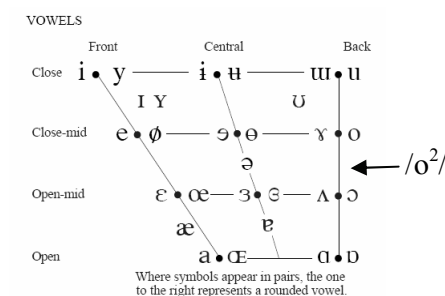 VOWELS
Front Central Back
Close i • y ɨ • ʉ ɯ • u
ɪ ʏ ʊ
Close-mid e • ø ɘ • ɵ ɤ • o
ə
/o²/
Open-mid ɛ • œ ɜ • ɞ ʌ • ɔ
æ ɐ
Open a • ɶ ɑ • ɒ
Where symbols appear in pairs, the one
to the right represents a rounded vowel.